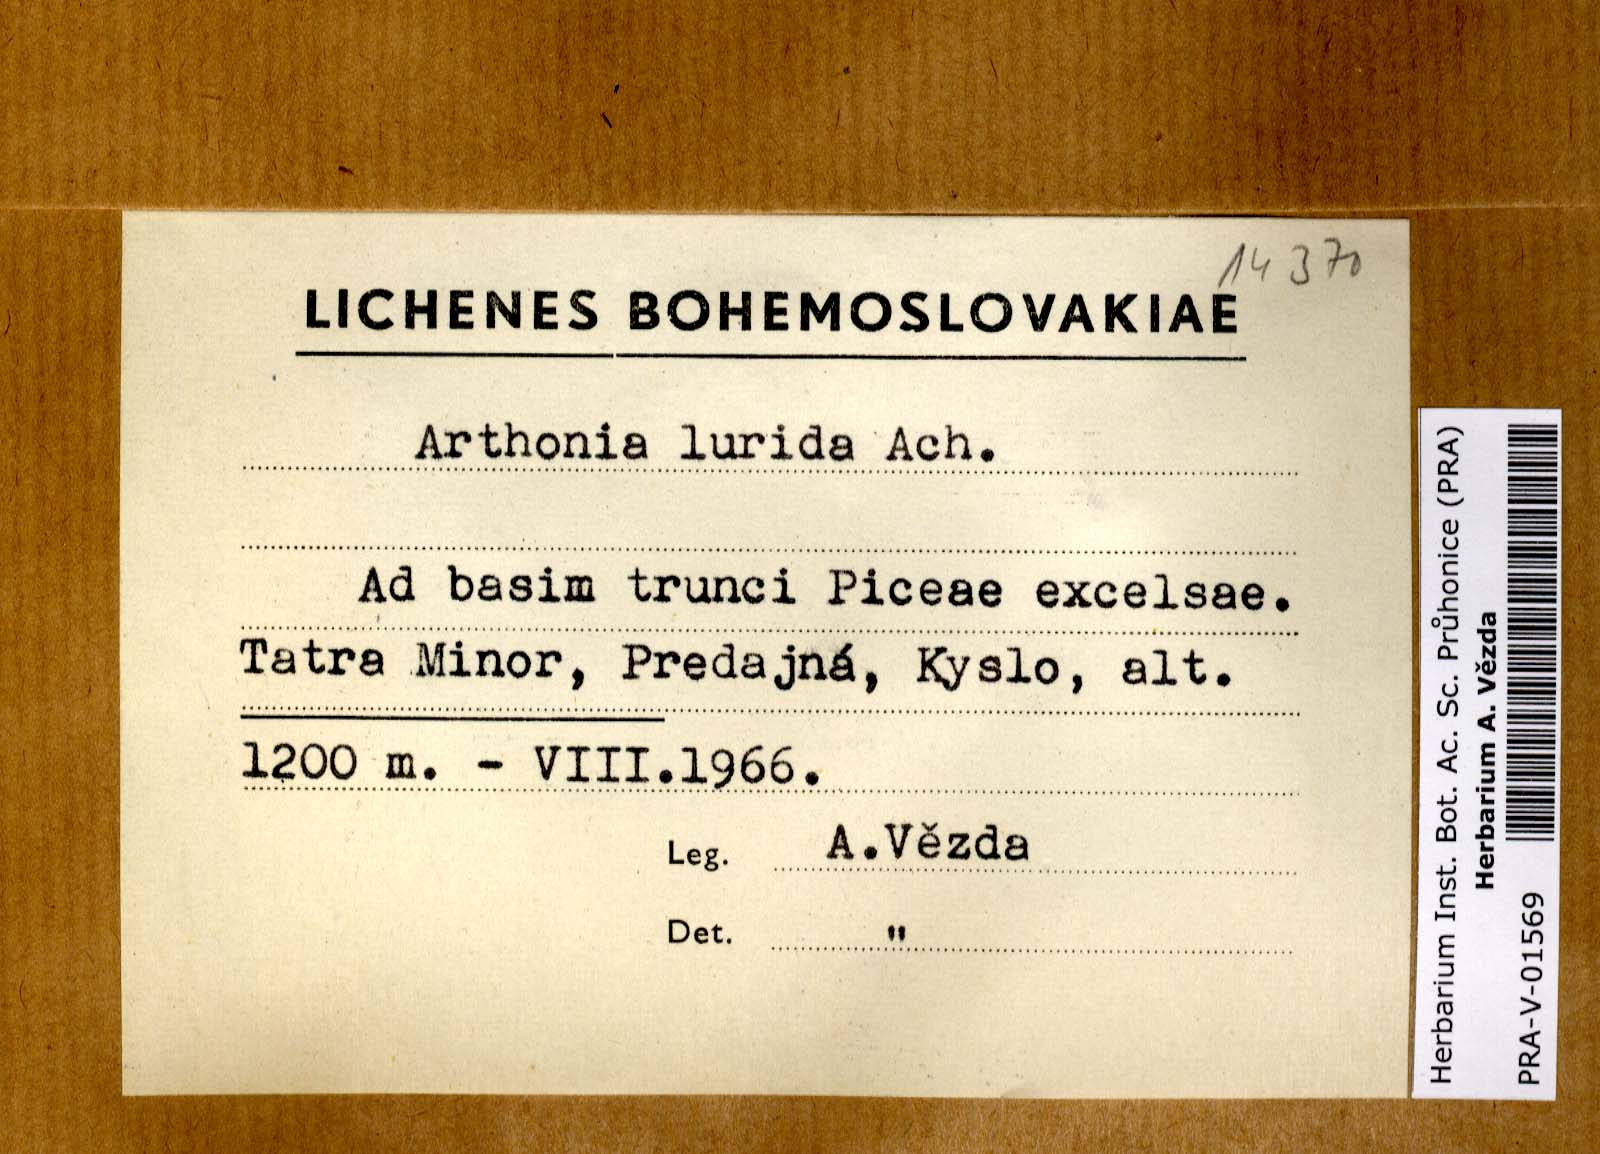 14370
LICHENES BOHEMOSLOVAKIAE
Arthonia lurida Ach.
Ad basim trunci Piceae excelsae.
Tatra Minor, Predajná, Kyslo, alt.
1200 m. - VIII.1966.
Leg. A.Vězda
Det. "
Herbarium Inst. Bot. Ac. Sc. Průhonice (PRA)
Herbarium A. Vězda
PRA-V-01569